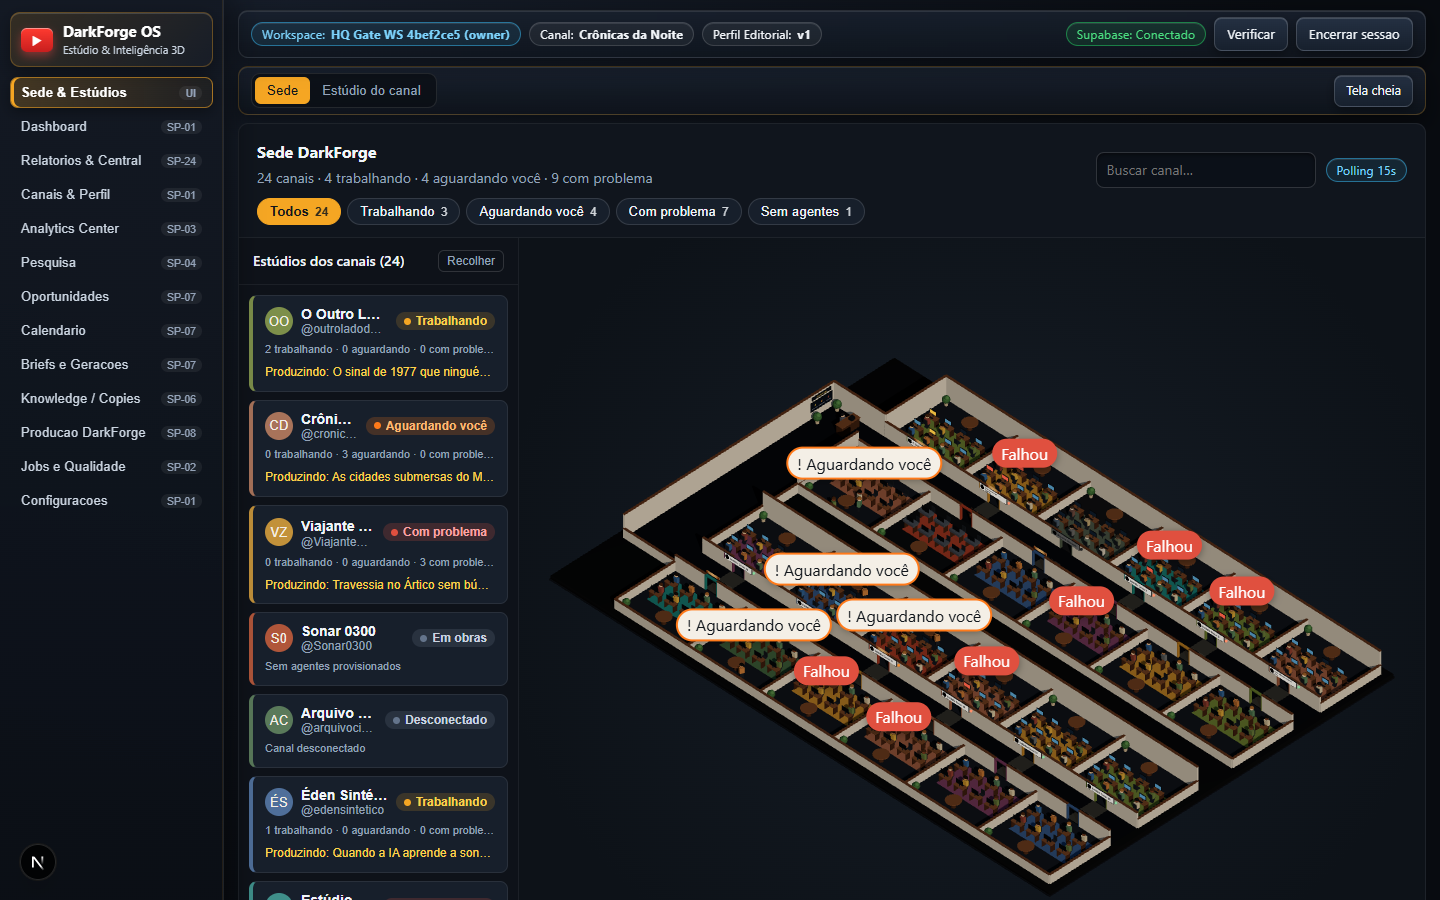 DarkForge OS
Estúdio & Inteligência 3D
Sede & Estúdios UI
Dashboard SP-01
Relatorios & Central SP-24
Canais & Perfil SP-01
Analytics Center SP-03
Pesquisa SP-04
Oportunidades SP-07
Calendario SP-07
Briefs e Geracoes SP-07
Knowledge / Copies SP-06
Producao DarkForge SP-08
Jobs e Qualidade SP-02
Configuracoes SP-01
N
Workspace: HQ Gate WS 4bef2ce5 (owner)
Canal: Crônicas da Noite
Perfil Editorial: v1
Supabase: Conectado
Verificar
Encerrar sessao
Sede
Estúdio do canal
Tela cheia
Sede DarkForge
24 canais · 4 trabalhando · 4 aguardando você · 9 com problema
Buscar canal...
Polling 15s
Todos 24
Trabalhando 3
Aguardando você 4
Com problema 7
Sem agentes 1
Estúdios dos canais (24)
Recolher
OO
O Outro L...
@outroladod...
Trabalhando
2 trabalhando · 0 aguardando · 0 com proble...
Produzindo: O sinal de 1977 que ningué...
CD
Crôni...
@cronic...
Aguardando você
0 trabalhando · 3 aguardando · 0 com proble...
Produzindo: As cidades submersas do M...
VZ
Viajante ...
@Viajante...
Com problema
0 trabalhando · 0 aguardando · 3 com proble...
Produzindo: Travessia no Ártico sem bú...
S0
Sonar 0300
@Sonar0300
Em obras
Sem agentes provisionados
AC
Arquivo ...
@arquivoci...
Desconectado
Canal desconectado
ÉS
Éden Sinté...
@edensintetico
Trabalhando
1 trabalhando · 0 aguardando · 0 com proble...
Produzindo: Quando a IA aprende a son...
Estúdio
! Aguardando você
Falhou
Falhou
! Aguardando você
Falhou
Falhou
! Aguardando você
! Aguardando você
Falhou
Falhou
Falhou